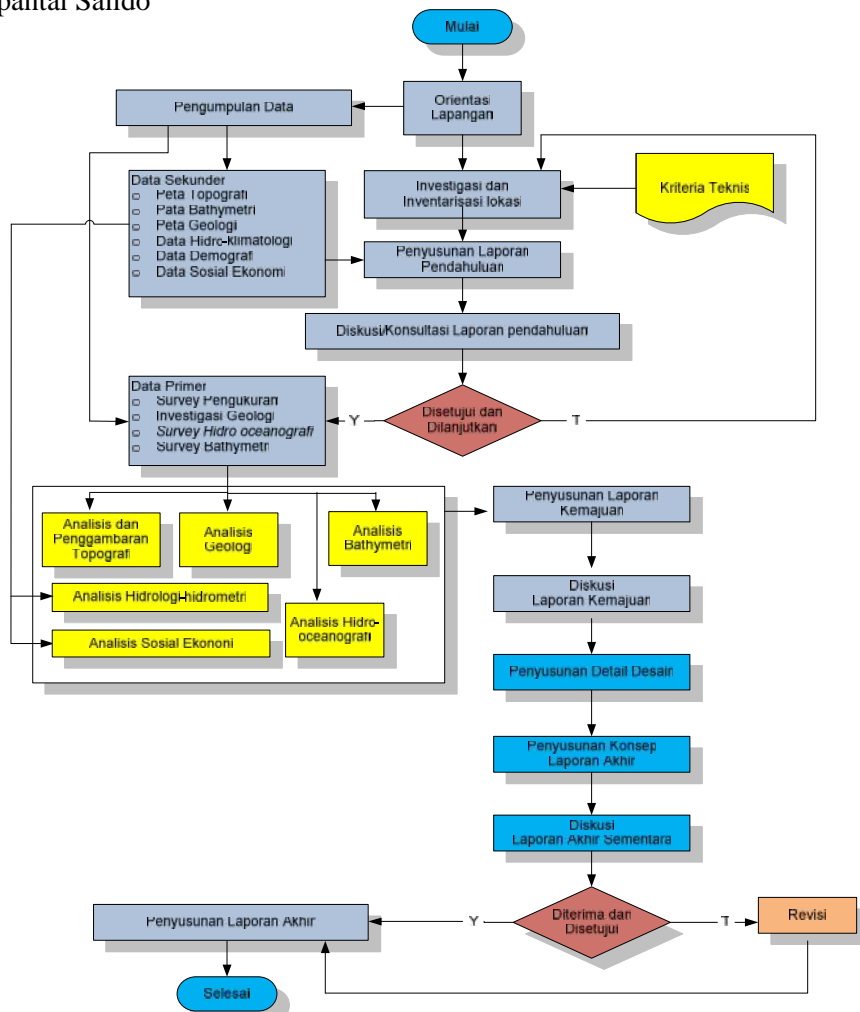 pantai Salido
Mulai
Pengumpulan Data
Orientasi
Lapangan
Data Sekunder
Peta Topografi
Pata Bathymetri
Peta Geologi
Data Hidro-klimatologi
Data Demografi
Data Sosial Ekonomi
Investigasi dan
Inventarisasi lokasi
Kriteria Teknis
Penyusunan Laporan
Pendahuluan
Diskusi/Konsultasi Laporan pendahuluan
Data Primer
Survey Pengukuran
Investigasi Geologi
Survey Hidro oceanografi
Survey Bathymetri
Y
Disetujui dan
Dilanjutkan
T
Analisis dan
Penggambaran
Topografi
Analisis
Geologi
Analisis
Bathymetri
Analisis Hidrologi-hidrometri
Analisis Hidro-
oceanografi
Analisis Sosial Ekononi
Penyusunan Laporan
Kemajuan
Diskusi
Laporan Kemajuan
Penyusunan Detail Desain
Penyusunan Konsep
Laporan Akhir
Diskusi
Laporan Akhir Sementara
Penyusunan Laporan Akhir
Y
Diterima dan
Disetujui
T
Revisi
Selesai